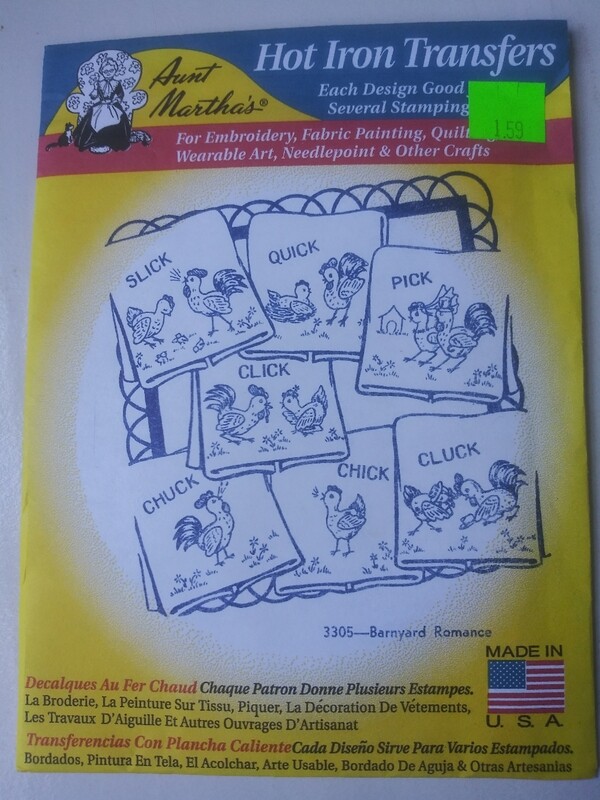 Aunt
Martha's®
Hot Iron Transfers
Each Design Good
Several Stamping
1.59
For Embroidery, Fabric Painting,
Wearable Art, Needlepoint & Other Crafts
SLICK
QUICK
PICK
CLICK
CHUCK
CHICK
CLUCK
3305—Barnyard Romance
MADE IN
U. S. A.
Decalques Au Fer Chaud Chaque Patron Donne Plusieurs Estampes.
La Broderie, La Peinture Sur Tissu, Piquer, La Décoration De Vétements,
Les Travaux D'Aiguille Et Autres Ouvrages D'Artisanat
Transferencias Con Plancha Caliente Cada Diseño Sirve Para Varios Estampados.
Bordados, Pintura En Tela, El Acolchar, Arte Usable, Bordado De Aguja & Otras Artesanias